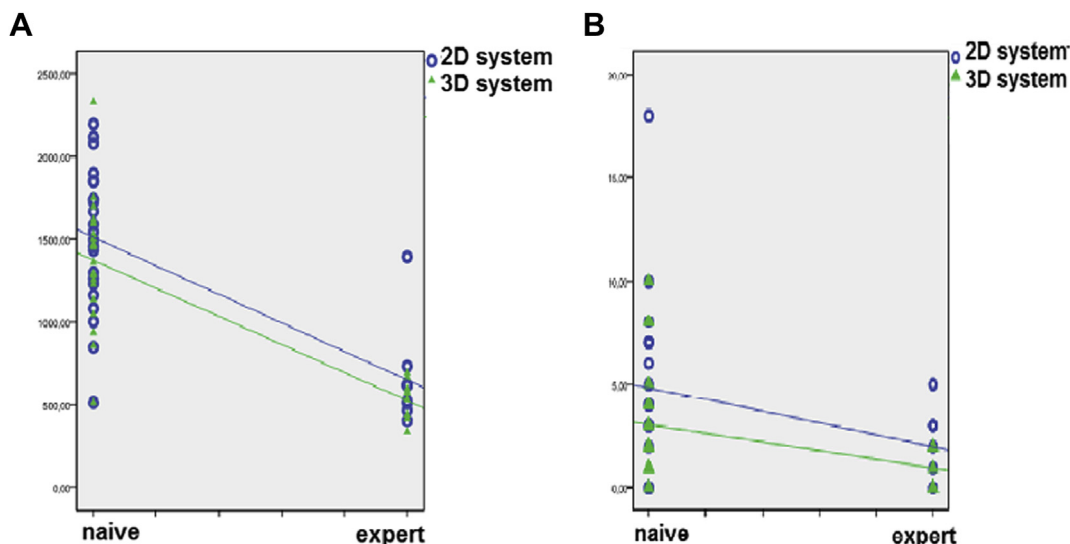 A
2D system
3D system
2500,00
2000,00
1500,00
1000,00
500,00
0,00
naive
expert
B
2D system
3D system
20,00
15,00
10,00
5,00
0,00
naive
expert